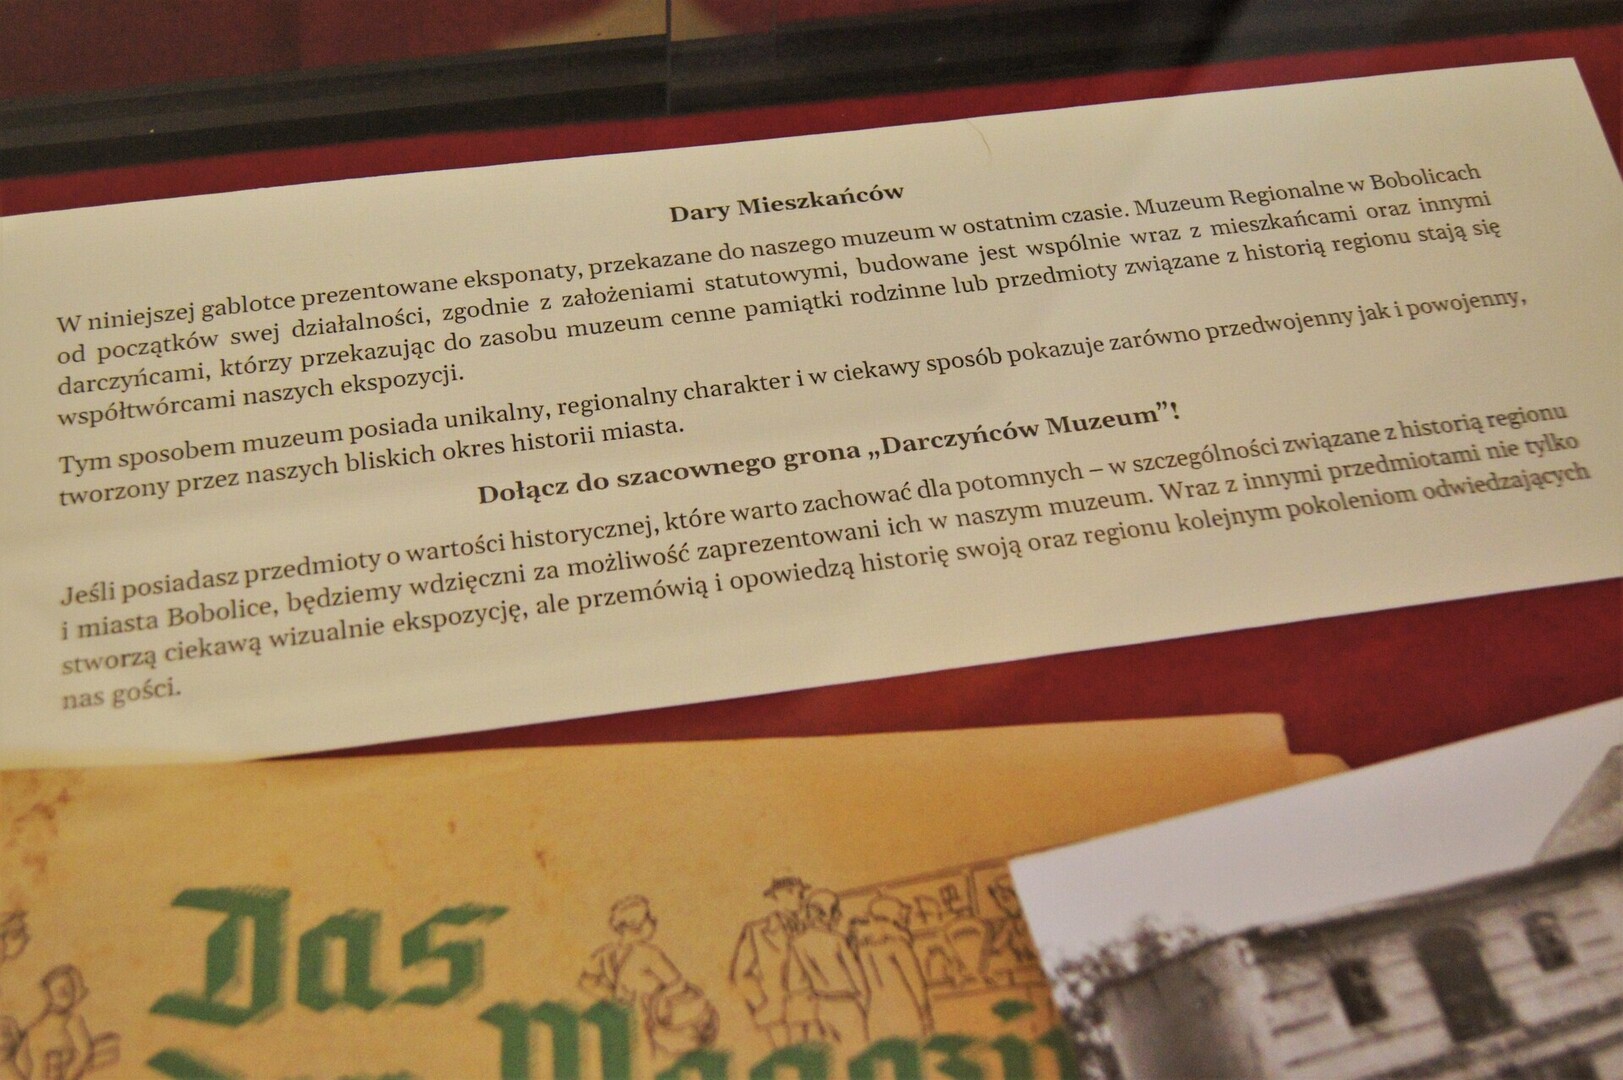 Dary Mieszkańców
W niniejszej gablotce prezentowane eksponaty, przekazane do naszego muzeum w ostatnim czasie. Muzeum Regionalne w Bobolicach
od początków swej działalności, zgodnie z założeniami statutowymi, budowane jest wspólnie wraz z mieszkańcami oraz innymi
darczyńcami, którzy przekazując do zasobu muzeum cenne pamiątki rodzinne lub przedmioty związane z historią regionu stają się
współtwórcami naszych ekspozycji.
Tym sposobem muzeum posiada unikalny, regionalny charakter i w ciekawy sposób pokazuje zarówno przedwojenny jak i powojenny,
tworzony przez naszych bliskich okres historii miasta.
Dołącz do szacownego grona „Darczyńców Muzeum”!
Jeśli posiadasz przedmioty o wartości historycznej, które warto zachować dla potomnych – w szczególności związane z historią regionu
i miasta Bobolice, będziemy wdzięczni za możliwość zaprezentowani ich w naszym muzeum. Wraz z innymi przedmiotami nie tylko
stworzą ciekawą wizualnie ekspozycję, ale przemówią i opowiedzą historię swoją oraz regionu kolejnym pokoleniom odwiedzających
nas gości.
Das